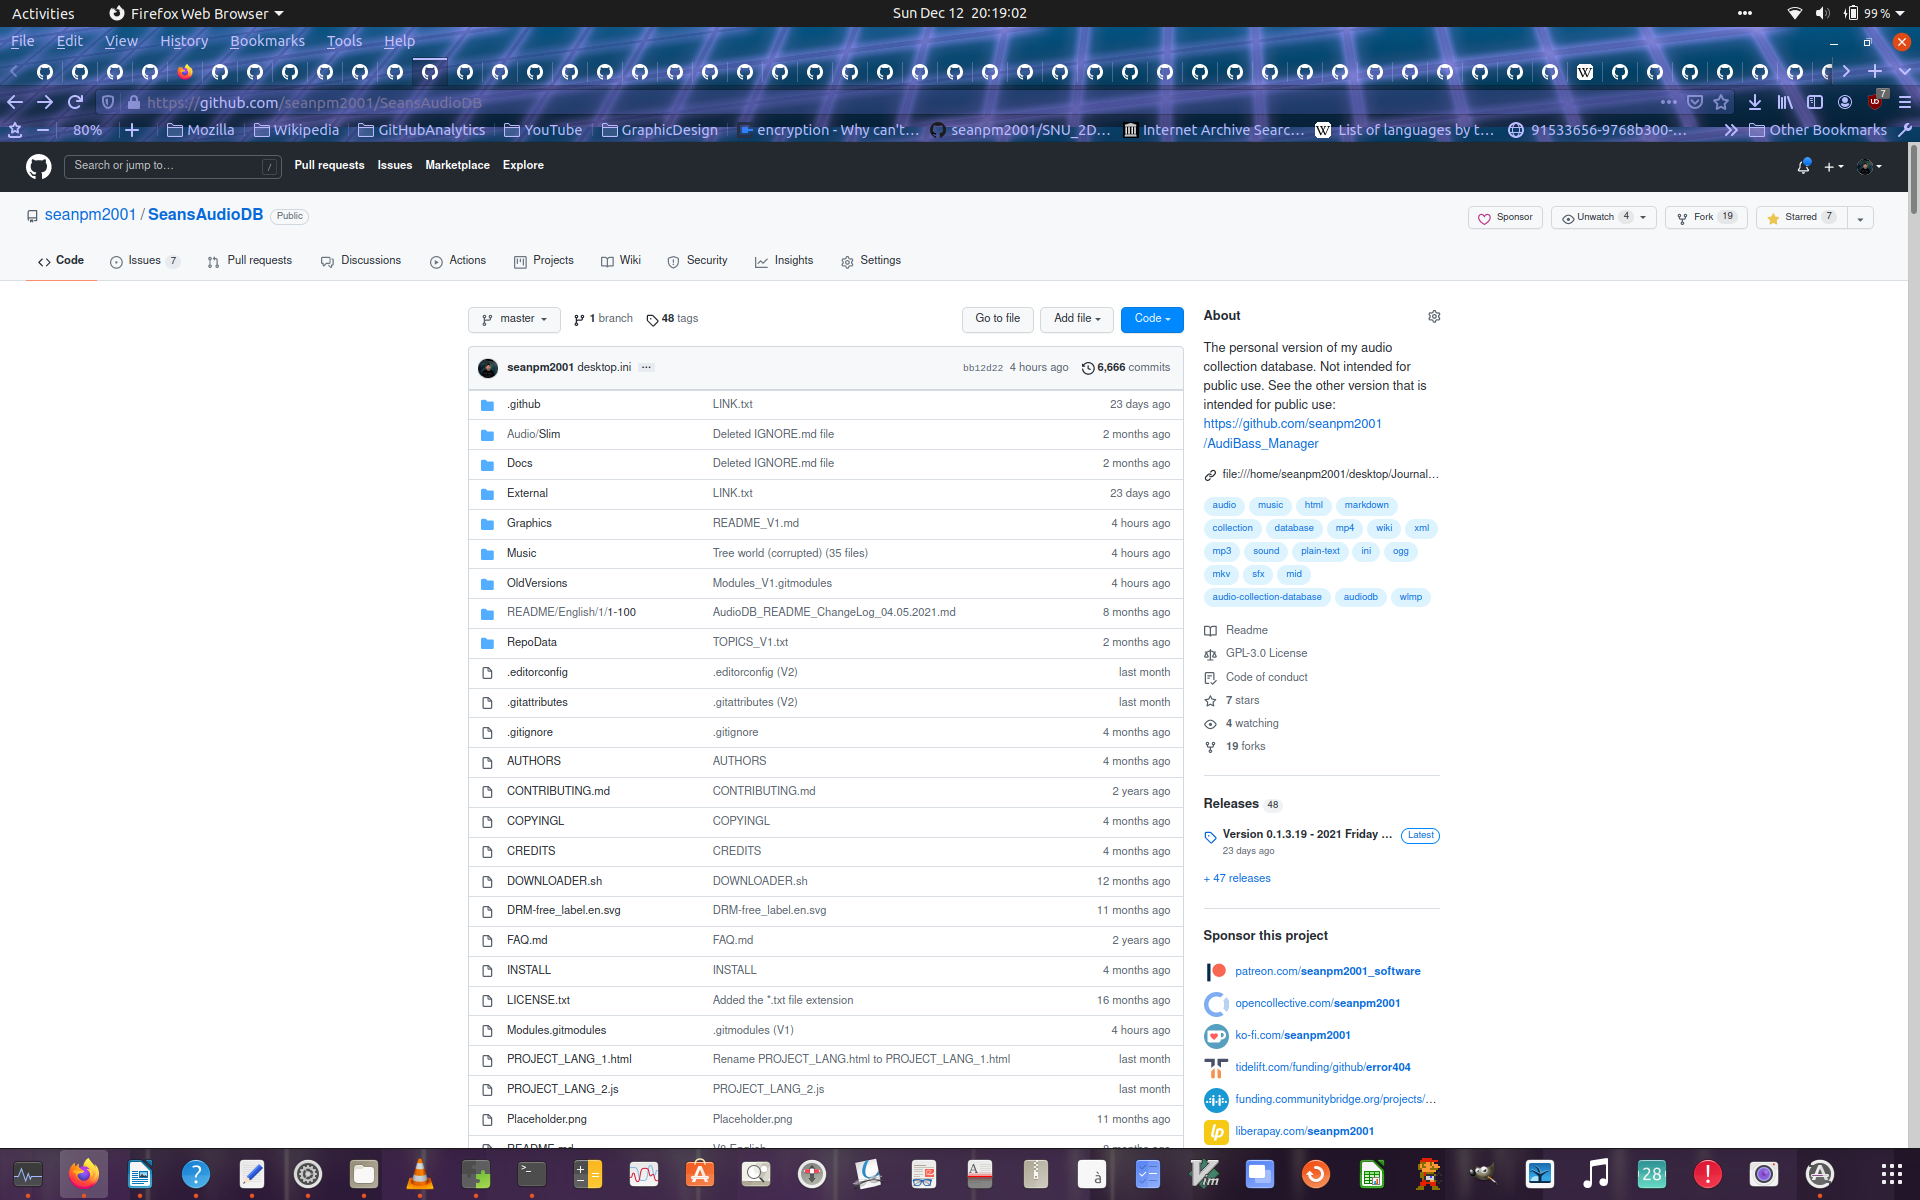 Activities Firefox Web Browser Sun Dec 12 20:19:02 99 %
File Edit View History Bookmarks Tools Help
https://github.com/seanpm2001/SeansAudioDB 7
80% Mozilla Wikipedia GitHubAnalytics YouTube GraphicDesign encryption - Why can't… seanpm2001/SNU_2D… Internet Archive Searc… List of languages by t… 91533656-9768b300-… Other Bookmarks
Search or jump to… / Pull requests Issues Marketplace Explore
seanpm2001 / SeansAudioDB Public Sponsor Unwatch 4 Fork 19 Starred 7
Code Issues 7 Pull requests Discussions Actions Projects Wiki Security Insights Settings
master 1 branch 48 tags Go to file Add file Code
seanpm2001 desktop.ini ... bb12d22 4 hours ago 6,666 commits
.github LINK.txt 23 days ago
Audio/Slim Deleted IGNORE.md file 2 months ago
Docs Deleted IGNORE.md file 2 months ago
External LINK.txt 23 days ago
Graphics README_V1.md 4 hours ago
Music Tree world (corrupted) (35 files) 4 hours ago
OldVersions Modules_V1.gitmodules 4 hours ago
README/English/1/1-100 AudioDB_README_ChangeLog_04.05.2021.md 8 months ago
RepoData TOPICS_V1.txt 2 months ago
.editorconfig .editorconfig (V2) last month
.gitattributes .gitattributes (V2) last month
.gitignore .gitignore 4 months ago
AUTHORS AUTHORS 4 months ago
CONTRIBUTING.md CONTRIBUTING.md 2 years ago
COPYINGL COPYINGL 4 months ago
CREDITS CREDITS 4 months ago
DOWNLOADER.sh DOWNLOADER.sh 12 months ago
DRM-free_label.en.svg DRM-free_label.en.svg 11 months ago
FAQ.md FAQ.md 2 years ago
INSTALL INSTALL 4 months ago
LICENSE.txt Added the *.txt file extension 16 months ago
Modules.gitmodules .gitmodules (V1) 4 hours ago
PROJECT_LANG_1.html Rename PROJECT_LANG.html to PROJECT_LANG_1.html last month
PROJECT_LANG_2.js PROJECT_LANG_2.js last month
Placeholder.png Placeholder.png 11 months ago
About
The personal version of my audio
collection database. Not intended for
public use. See the other version that is
intended for public use:
https://github.com/seanpm2001
/AudiBass_Manager
file:///home/seanpm2001/desktop/Journal…
audio music html markdown
collection database mp4 wiki xml
mp3 sound plain-text ini ogg
mkv sfx mid
audio-collection-database audiodb wlmp
Readme
GPL-3.0 License
Code of conduct
7 stars
4 watching
19 forks
Releases 48
Version 0.1.3.19 - 2021 Friday ... Latest
23 days ago
+ 47 releases
Sponsor this project
patreon.com/seanpm2001_software
opencollective.com/seanpm2001
ko-fi.com/seanpm2001
tidelift.com/funding/github/error404
funding.communitybridge.org/projects/…
liberapay.com/seanpm2001
28